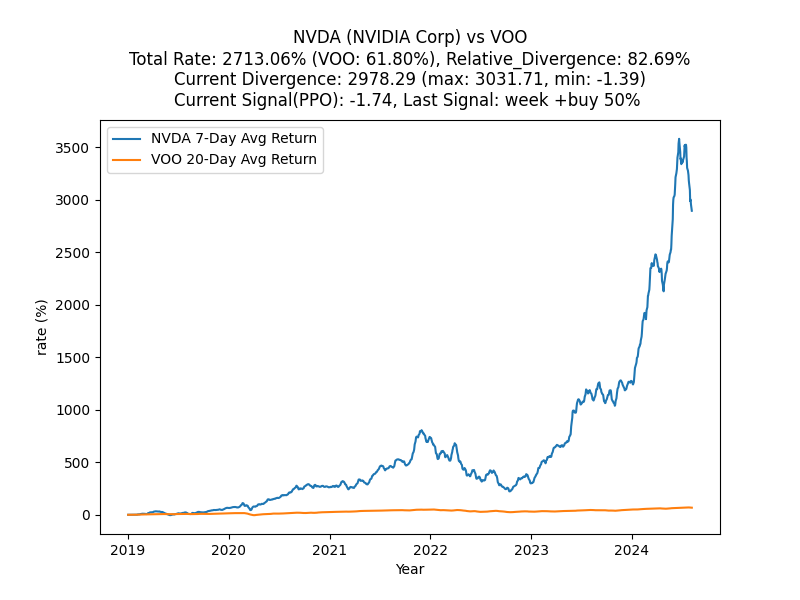 NVDA (NVIDIA Corp) vs VOO
Total Rate: 2713.06% (VOO: 61.80%), Relative_Divergence: 82.69%
Current Divergence: 2978.29 (max: 3031.71, min: -1.39)
Current Signal(PPO): -1.74, Last Signal: week +buy 50%
NVDA 7-Day Avg Return
VOO 20-Day Avg Return
3500
3000
2500
2000
1500
1000
500
0
rate (%)
2019 2020 2021 2022 2023 2024
Year